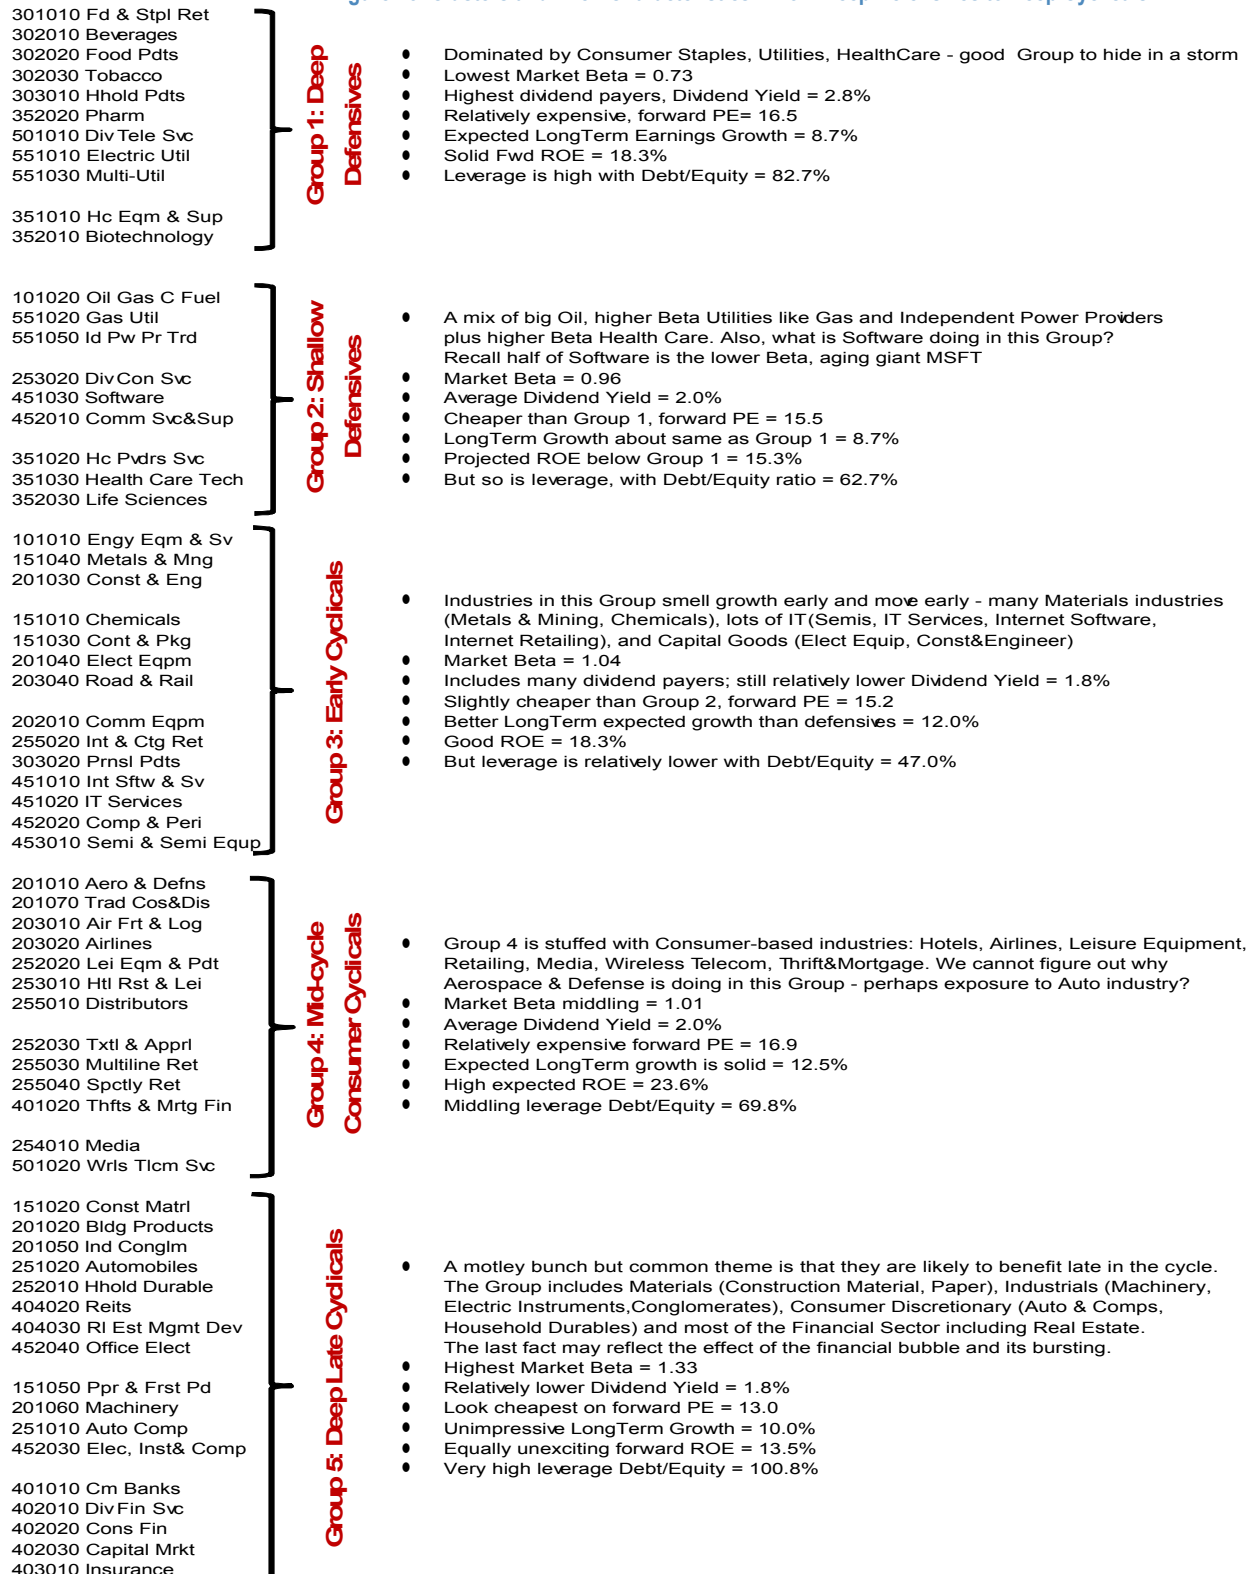 301010 Fd & Stpl Ret
302010 Beverages
302020 Food Pdts
302030 Tobacco
303010 Hhold Pdts
352020 Pharm
501010 Div Tele Svc
551010 Electric Util
551030 Multi-Util
351010 Hc Eqm & Sup
352010 Biotechnology
Group 1: Deep
Defensives
• Dominated by Consumer Staples, Utilities, HealthCare - good Group to hide in a storm
• Lowest Market Beta = 0.73
• Highest dividend payers, Dividend Yield = 2.8%
• Relatively expensive, forward PE= 16.5
• Expected LongTerm Earnings Growth = 8.7%
• Solid Fwd ROE = 18.3%
• Leverage is high with Debt/Equity = 82.7%
101020 Oil Gas C Fuel
551020 Gas Util
551050 Id Pw Pr Trd
253020 Div Con Svc
451030 Software
452010 Comm Svc&Sup
351020 Hc Pvdrs Svc
351030 Health Care Tech
352030 Life Sciences
Group 2: Shallow
Defensives
• A mix of big Oil, higher Beta Utilities like Gas and Independent Power Providers
plus higher Beta Health Care. Also, what is Software doing in this Group?
Recall half of Software is the lower Beta, aging giant MSFT
• Market Beta = 0.96
• Average Dividend Yield = 2.0%
• Cheaper than Group 1, forward PE = 15.5
• LongTerm Growth about same as Group 1 = 8.7%
• Projected ROE below Group 1 = 15.3%
• But so is leverage, with Debt/Equity ratio = 62.7%
101010 Engy Eqm & Sv
151040 Metals & Mng
201030 Const & Eng
151010 Chemicals
151030 Cont & Pkg
201040 Elect Eqpm
203040 Road & Rail
202010 Comm Eqpm
255020 Int & Ctg Ret
303020 Prnsl Pdts
451010 Int Sftw & Sv
451020 IT Services
452020 Comp & Peri
453010 Semi & Semi Equp
Group 3: Early Cyclicals
• Industries in this Group smell growth early and move early - many Materials industries
(Metals & Mining, Chemicals), lots of IT(Semis, IT Services, Internet Software,
Internet Retailing), and Capital Goods (Elect Equip, Const&Engineer)
• Market Beta = 1.04
• Includes many dividend payers; still relatively lower Dividend Yield = 1.8%
• Slightly cheaper than Group 2, forward PE = 15.2
• Better LongTerm expected growth than defensives = 12.0%
• Good ROE = 18.3%
• But leverage is relatively lower with Debt/Equity = 47.0%
201010 Aero & Defns
201070 Trad Cos&Dis
203010 Air Frt & Log
203020 Airlines
252020 Lei Eqm & Pdt
253010 Htl Rst & Lei
255010 Distributors
252030 Txtl & Apprl
255030 Multiline Ret
255040 Spctly Ret
401020 Thfts & Mrtg Fin
254010 Media
501020 Wrls Tlcm Svc
Group 4: Mid-cycle
Consumer Cyclicals
• Group 4 is stuffed with Consumer-based industries: Hotels, Airlines, Leisure Equipment,
Retailing, Media, Wireless Telecom, Thrift&Mortgage. We cannot figure out why
Aerospace & Defense is doing in this Group - perhaps exposure to Auto industry?
• Market Beta middling = 1.01
• Average Dividend Yield = 2.0%
• Relatively expensive forward PE = 16.9
• Expected LongTerm growth is solid = 12.5%
• High expected ROE = 23.6%
• Middling leverage Debt/Equity = 69.8%
151020 Const Matrl
201020 Bldg Products
201050 Ind Conglm
251020 Automobiles
252010 Hhold Durable
404020 Reits
404030 Rl Est Mgmt Dev
452040 Office Elect
151050 Ppr & Frst Pd
201060 Machinery
251010 Auto Comp
452030 Elec, Inst& Comp
401010 Cm Banks
402010 Div Fin Svc
402020 Cons Fin
402030 Capital Mrkt
403010 Insurance
Group 5: Deep Late Cyclicals
• A motley bunch but common theme is that they are likely to benefit late in the cycle.
The Group includes Materials (Construction Material, Paper), Industrials (Machinery,
Electric Instruments,Conglomerates), Consumer Discretionary (Auto & Comps,
Household Durables) and most of the Financial Sector including Real Estate.
The last fact may reflect the effect of the financial bubble and its bursting.
• Highest Market Beta = 1.33
• Relatively lower Dividend Yield = 1.8%
• Look cheapest on forward PE = 13.0
• Unimpressive LongTerm Growth = 10.0%
• Equally unexciting forward ROE = 13.5%
• Very high leverage Debt/Equity = 100.8%